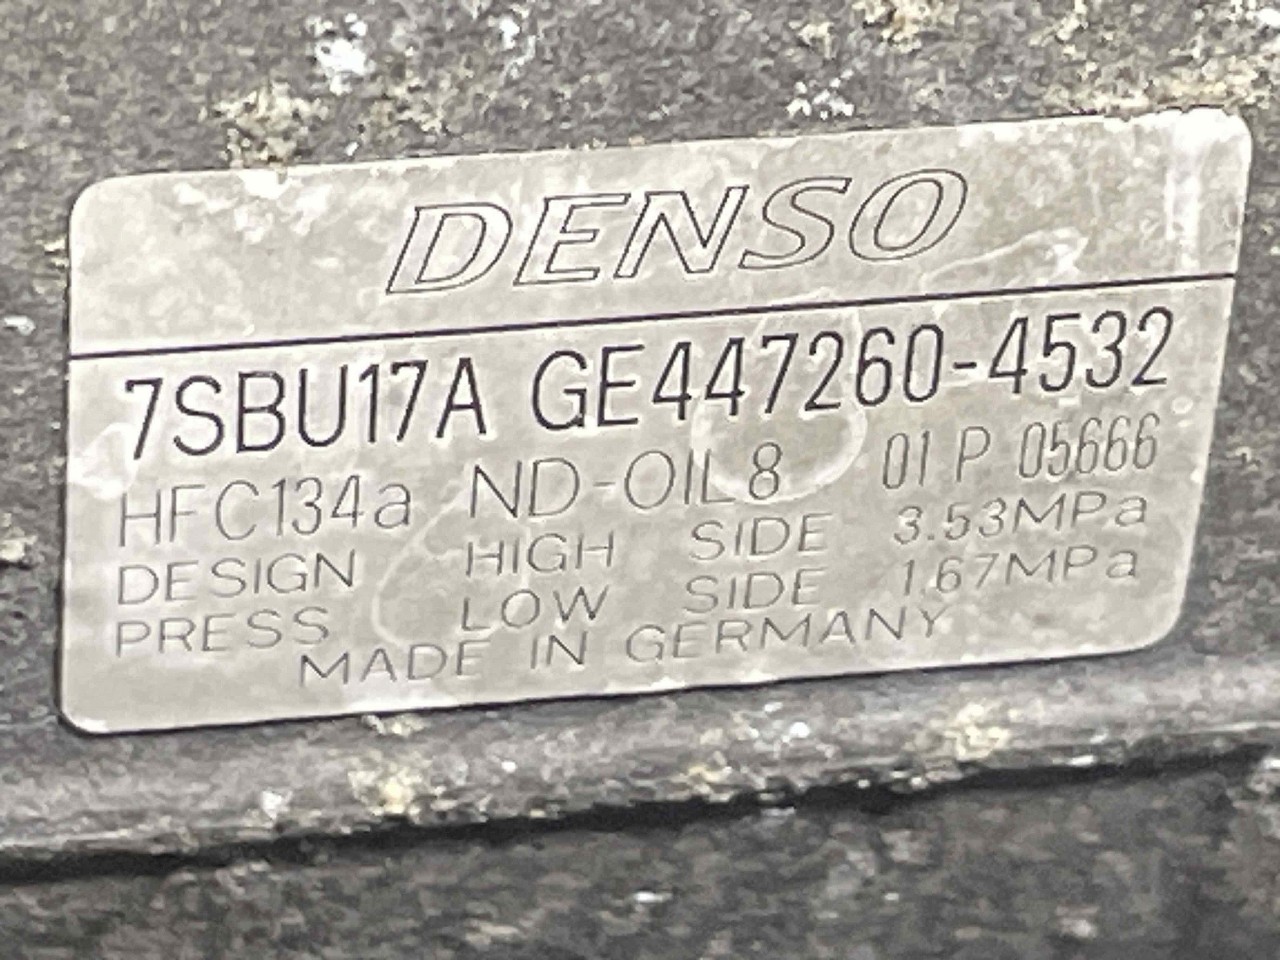 DENSO
7SBU17A GE447260-4532
HFC134a ND-OIL8 01 P 05666
DESIGN HIGH SIDE 3.53MPa
PRESS LOW SIDE 1.67MPa
MADE IN GERMANY